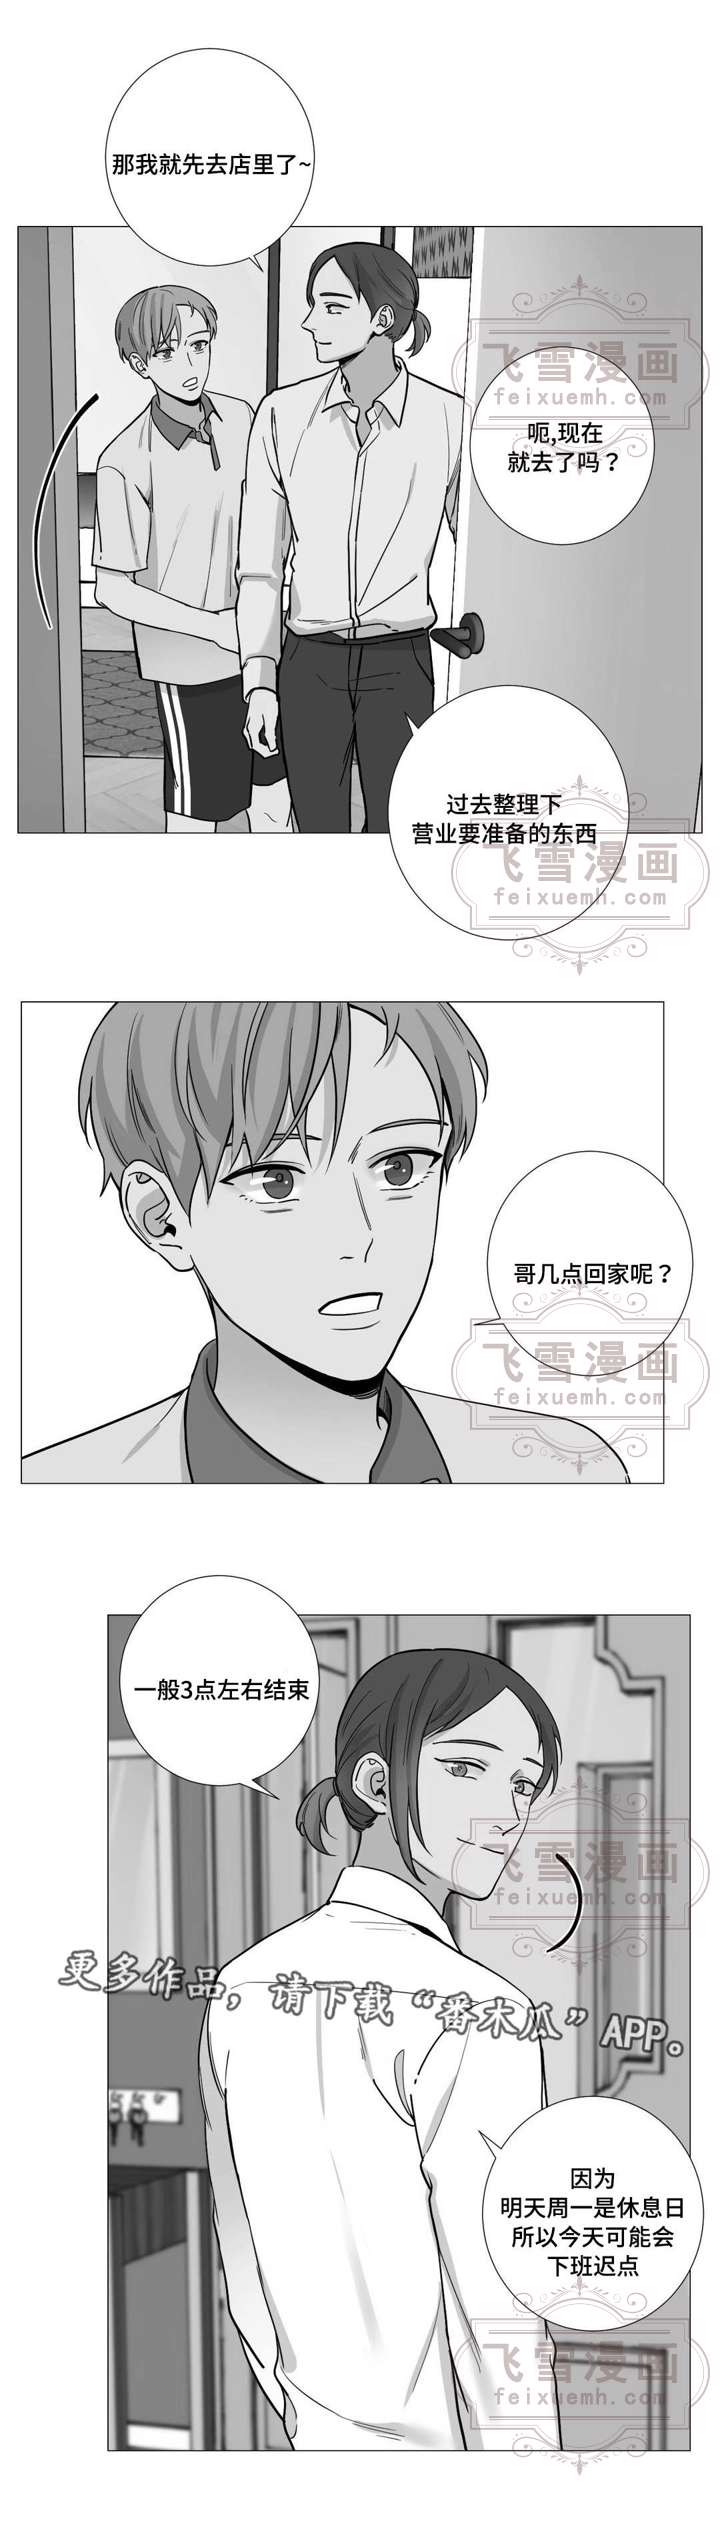 那我就先去店里了~
飞雪漫画
feixuemh.com
呃,现在
就去了吗？
过去整理下
营业要准备的东西
飞雪漫画
feixuemh.com
哥几点回家呢？
飞雪漫画
feixuemh.com
一般3点左右结束
飞雪漫画
feixuemh.com
更多作品，请下载“番木瓜”APP。
因为
明天周一是休息日
所以今天可能会
下班迟点
飞雪漫画
feixuemh.com